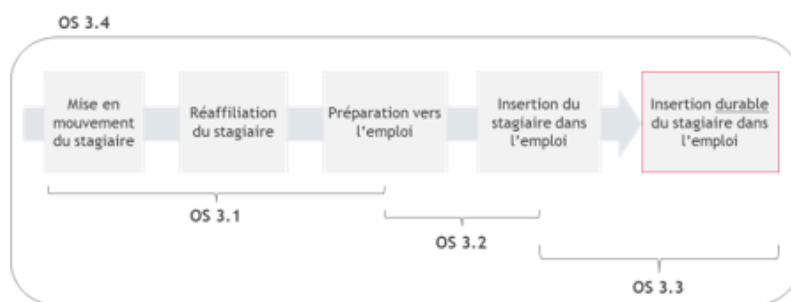 OS 3.4
Mise en
mouvement
du stagiaire
Réaffiliation
du stagiaire
Préparation vers
l'emploi
Insertion du
stagiaire dans
l'emploi
Insertion durable
du stagiaire dans
l'emploi
OS 3.1
OS 3.2
OS 3.3